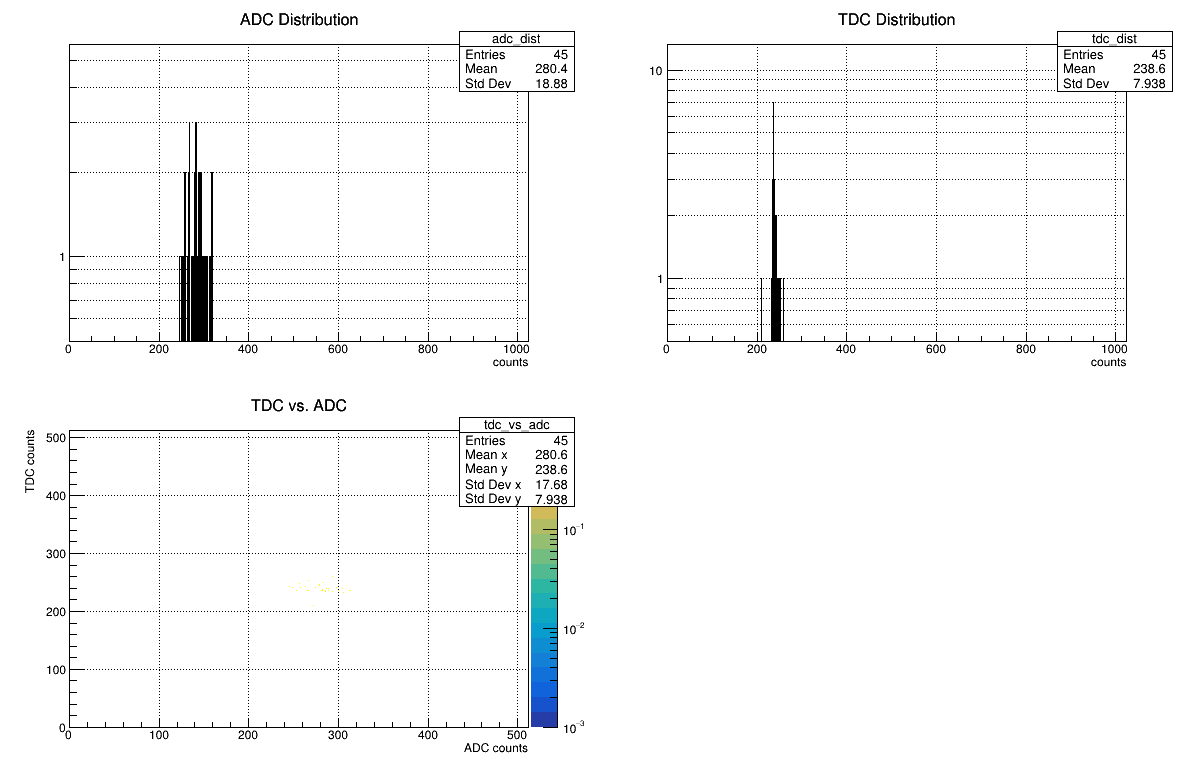 ADC Distribution
adc_dist
Entries 45
Mean 280.4
Std Dev 18.88
1
0 200 400 600 800 1000
counts
TDC Distribution
tdc_dist
Entries 45
Mean 238.6
Std Dev 7.938
10
1
0 200 400 600 800 1000
counts
TDC vs. ADC
tdc_vs_adc
Entries 45
Mean x 280.6
Mean y 238.6
Std Dev x 17.68
Std Dev y 7.938
TDC counts
500
400
300
200
100
0
0 100 200 300 400 500
ADC counts
10⁻¹
10⁻²
10⁻³